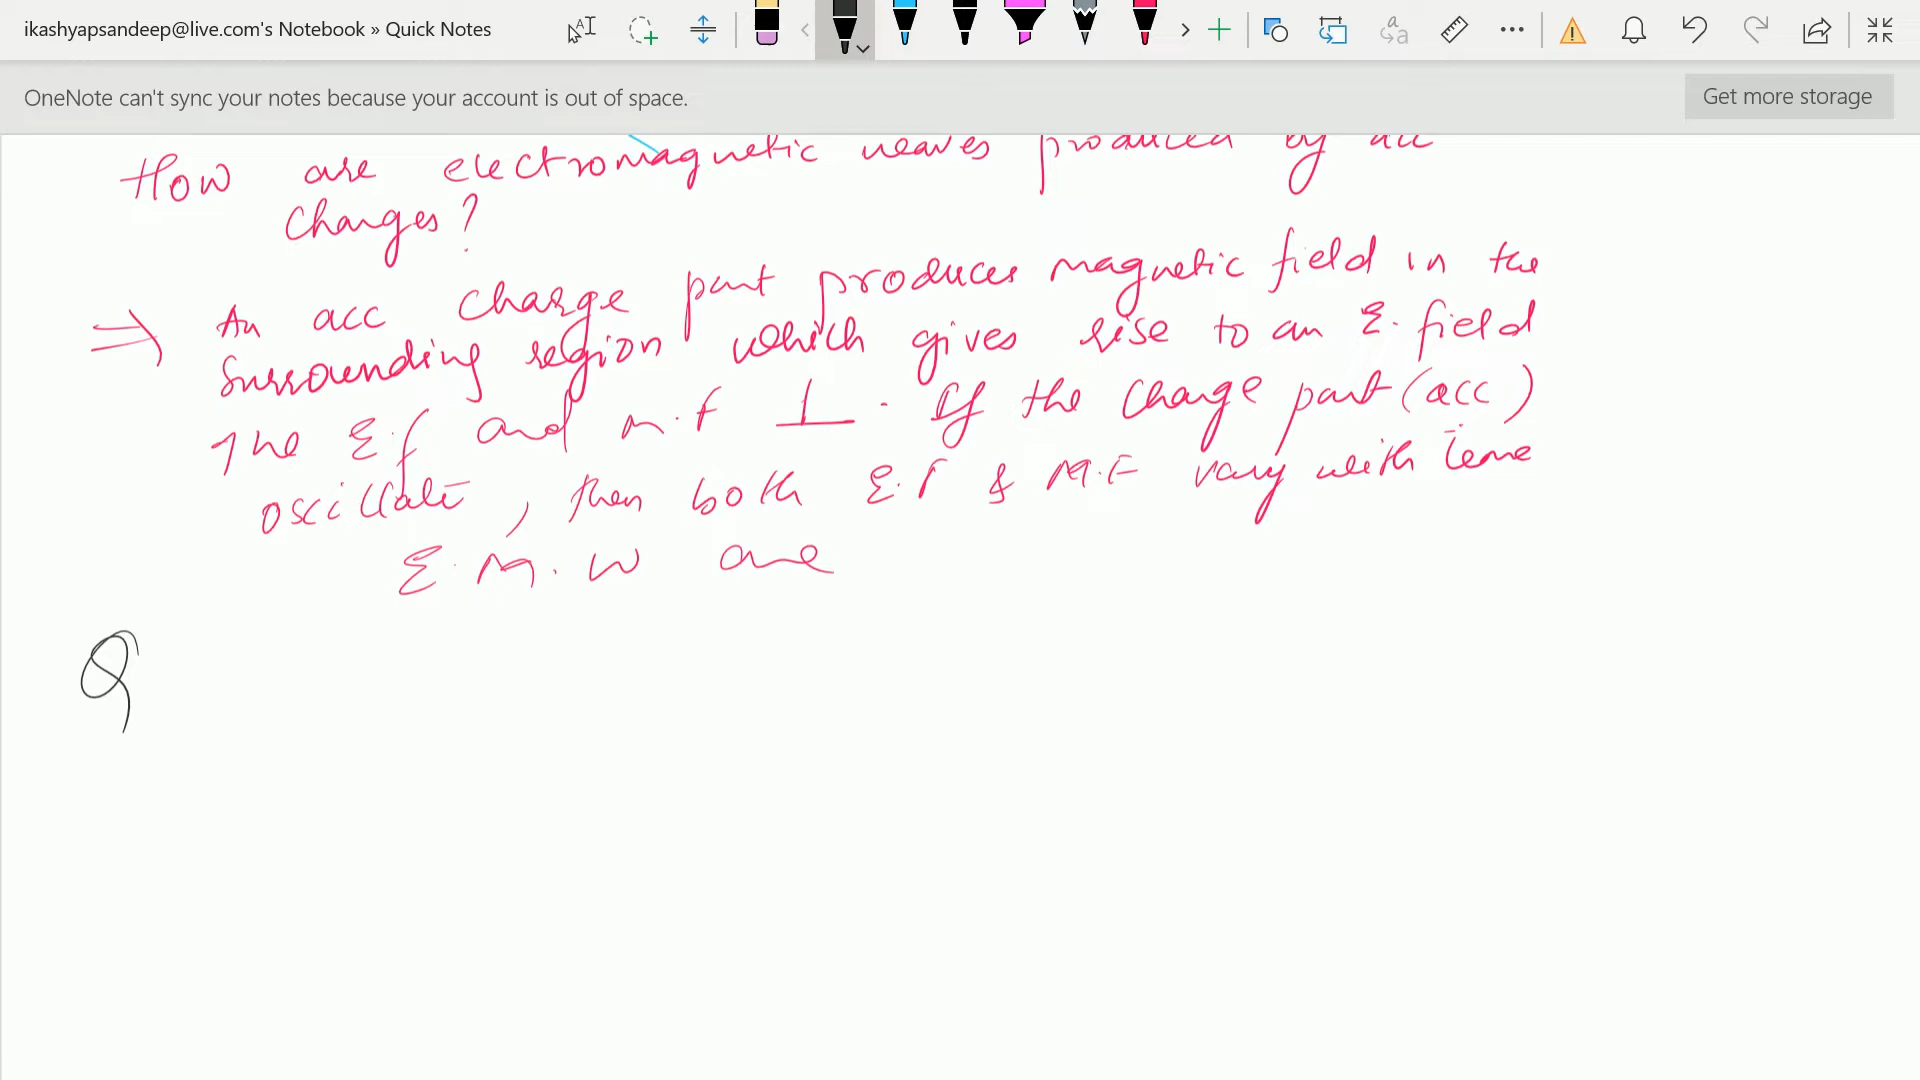 ikashyapsandeep@live.com's Notebook » Quick Notes
OneNote can't sync your notes because your account is out of space.
Get more storage
How are electromagnetic waves produced by acc
charges?
⇒ An acc charge part produces magnetic field in the
surrounding region which gives rise to an E. field
The E.f and m.f ⊥. If the charge part (acc)
oscillate, then both E.f & M.F vary with time
E.M.W are
Q